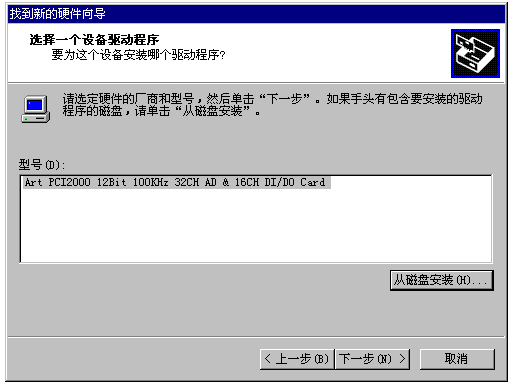 找到新的硬件向导
选择一个设备驱动程序
要为这个设备安装哪个驱动程序?
请选定硬件的厂商和型号，然后单击“下一步”。如果手头有包含要安装的驱动
程序的磁盘，请单击“从磁盘安装”。
型号(D):
Art PCI2000 12Bit 100KHz 32CH AD & 16CH DI/DO Card
从磁盘安装(H)...
< 上一步(B) 下一步(N) > 取消